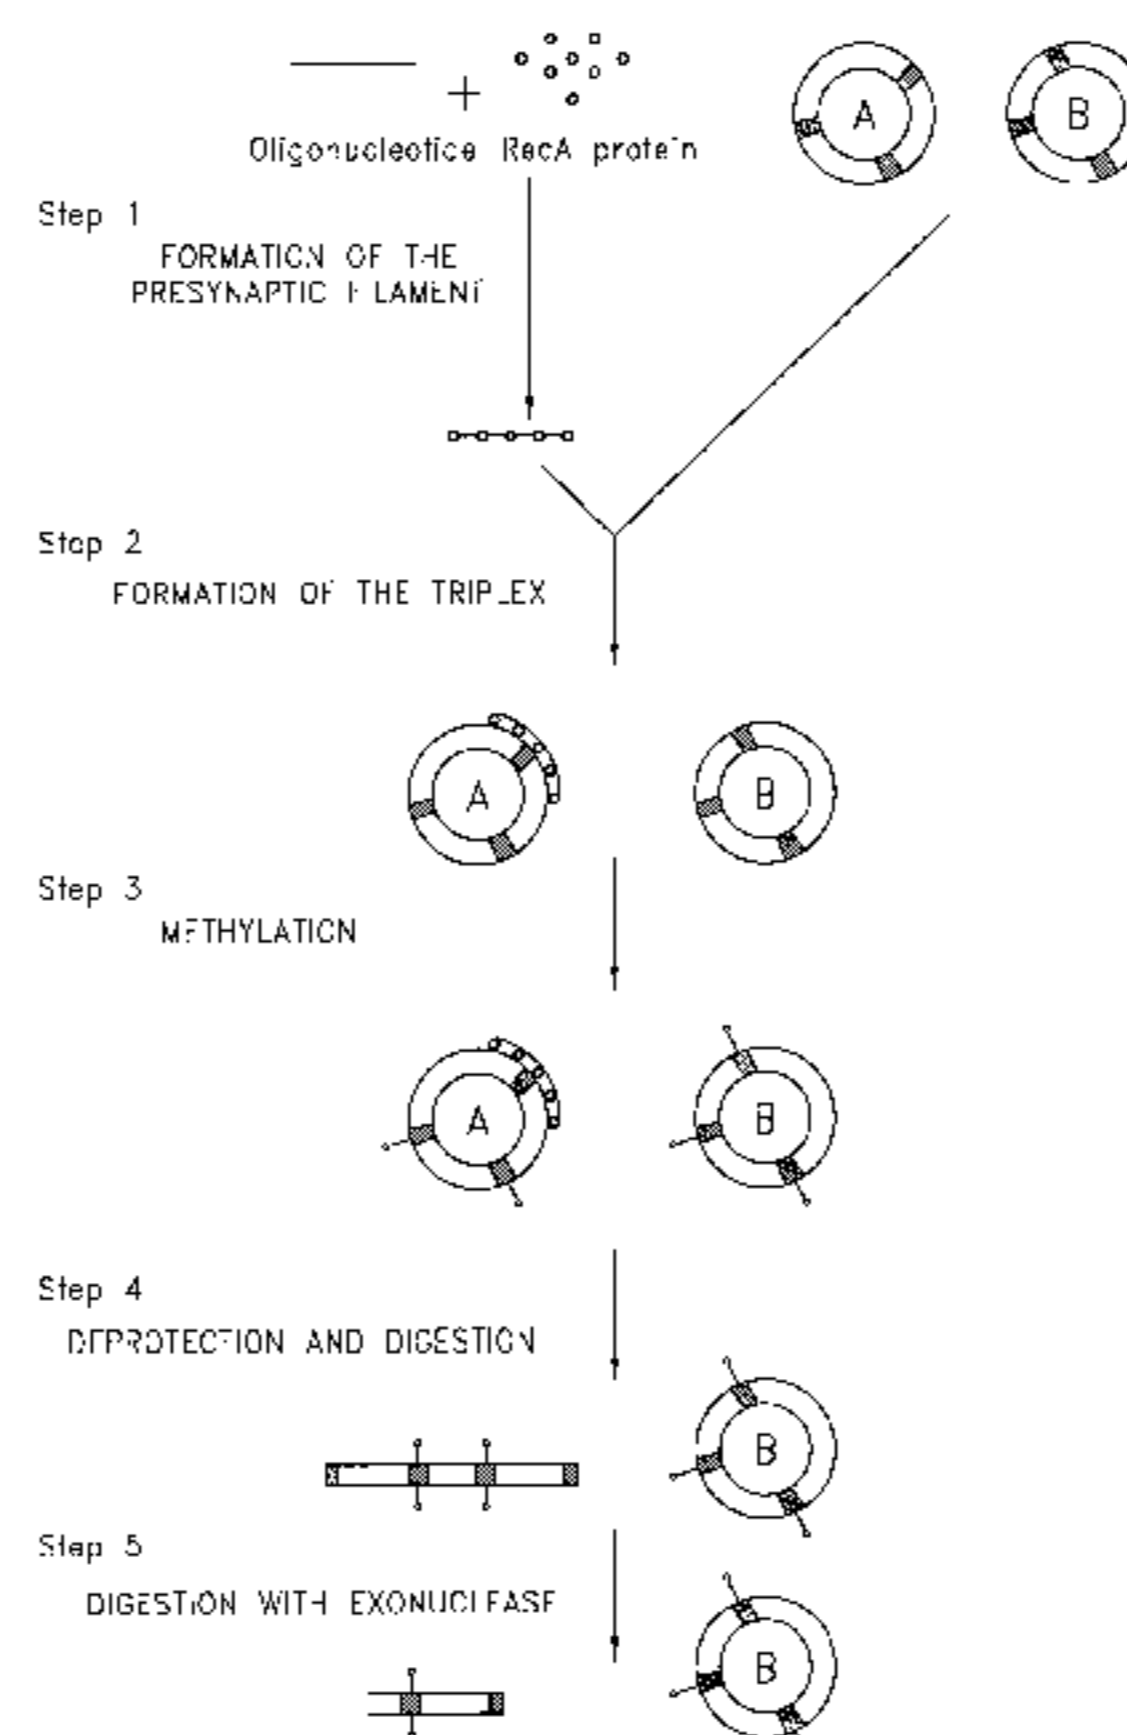 +
Oligonucleotide RecA protein
A
B
Step 1
FORMATION OF THE
PRESYNAPTIC FILAMENT
Step 2
FORMATION OF THE TRIPLEX
A
B
Step 3
METHYLATION
A
B
Step 4
DEPROTECTION AND DIGESTION
B
Step 5
DIGESTION WITH EXONUCLEASE
B